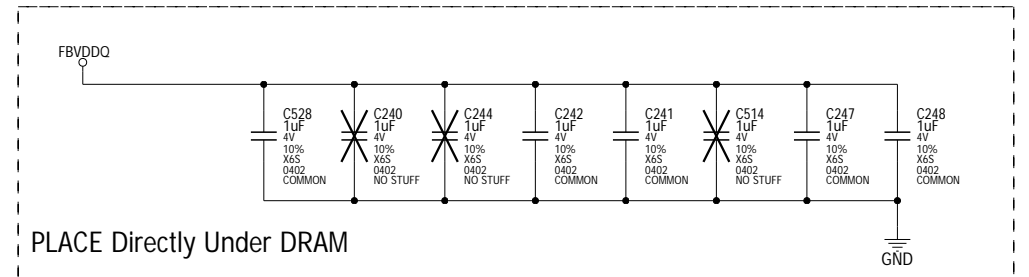 FBVDDQ
C528
1uF
4V
10%
X6S
0402
COMMON
C240
1uF
4V
10%
X6S
0402
NO STUFF
C244
1uF
4V
10%
X6S
0402
NO STUFF
C242
1uF
4V
10%
X6S
0402
COMMON
C241
1uF
4V
10%
X6S
0402
COMMON
C514
1uF
4V
10%
X6S
0402
NO STUFF
C247
1uF
4V
10%
X6S
0402
COMMON
C248
1uF
4V
10%
X6S
0402
COMMON
PLACE Directly Under DRAM
GND